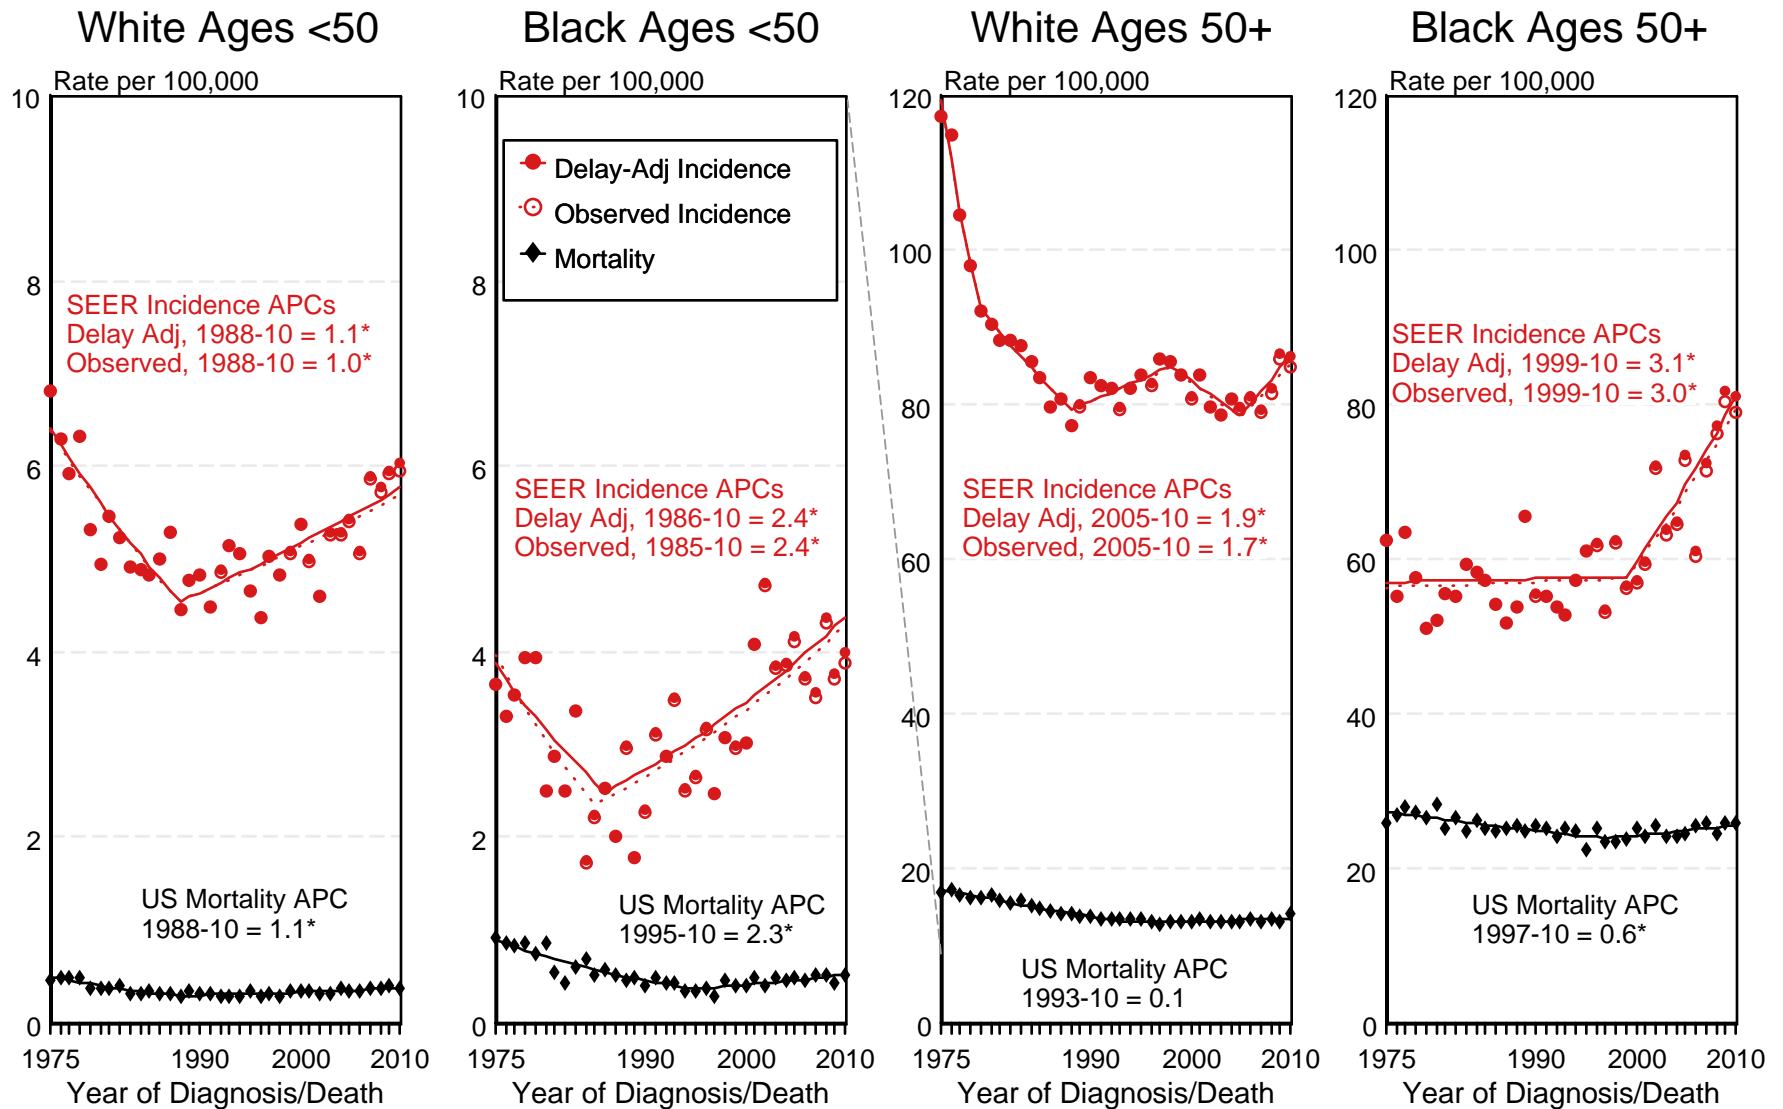 White Ages <50
Rate per 100,000
10
8
6
4
2
0
SEER Incidence APCs
Delay Adj, 1988-10 = 1.1*
Observed, 1988-10 = 1.0*
US Mortality APC
1988-10 = 1.1*
1975 1990 2000 2010
Year of Diagnosis/Death
Black Ages <50
Rate per 100,000
10
8
6
4
2
0
Delay-Adj Incidence
Observed Incidence
Mortality
SEER Incidence APCs
Delay Adj, 1986-10 = 2.4*
Observed, 1985-10 = 2.4*
US Mortality APC
1995-10 = 2.3*
1975 1990 2000 2010
Year of Diagnosis/Death
White Ages 50+
Rate per 100,000
120
100
80
60
40
20
0
SEER Incidence APCs
Delay Adj, 2005-10 = 1.9*
Observed, 2005-10 = 1.7*
US Mortality APC
1993-10 = 0.1
1975 1990 2000 2010
Year of Diagnosis/Death
Black Ages 50+
Rate per 100,000
120
100
80
60
40
20
0
SEER Incidence APCs
Delay Adj, 1999-10 = 3.1*
Observed, 1999-10 = 3.0*
US Mortality APC
1997-10 = 0.6*
1975 1990 2000 2010
Year of Diagnosis/Death